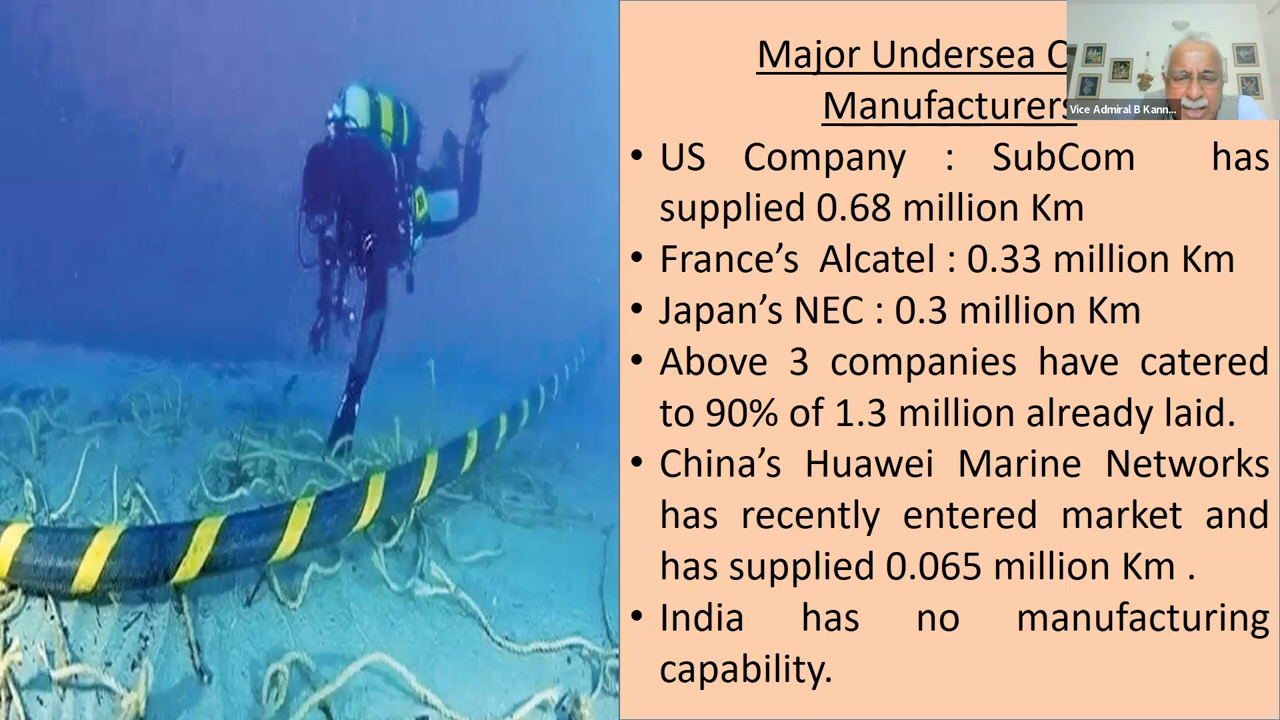 Major Undersea C
Manufacturers
Vice Admiral B Kann...
• US Company : SubCom has
supplied 0.68 million Km
• France’s Alcatel : 0.33 million Km
• Japan’s NEC : 0.3 million Km
• Above 3 companies have catered
to 90% of 1.3 million already laid.
• China’s Huawei Marine Networks
has recently entered market and
has supplied 0.065 million Km .
• India has no manufacturing
capability.